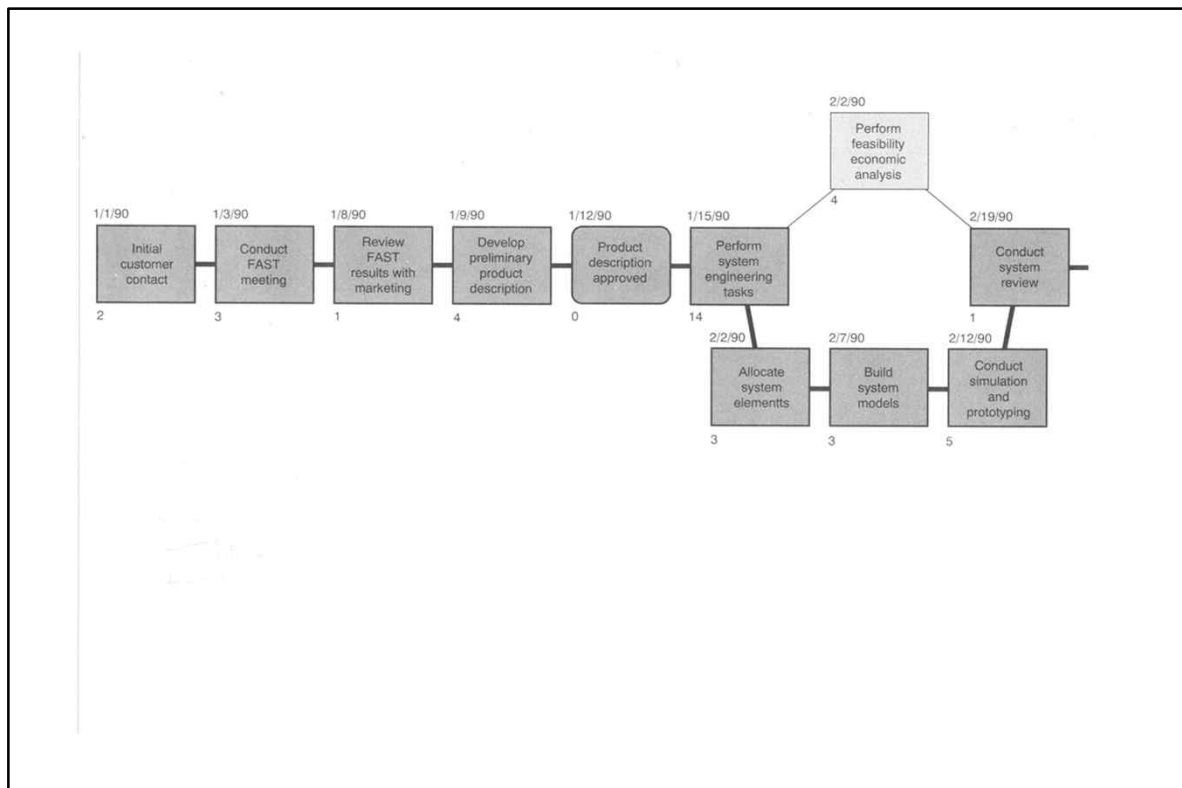 2/2/90
Perform
feasibility
economic
analysis
4
1/1/90
Initial
customer
contact
2
1/3/90
Conduct
FAST
meeting
3
1/8/90
Review
FAST
results with
marketing
1
1/9/90
Develop
preliminary
product
description
4
1/12/90
Product
description
approved
0
1/15/90
Perform
system
engineering
tasks
14
2/19/90
Conduct
system
review
1
2/2/90
Allocate
system
elementts
3
2/7/90
Build
system
models
3
2/12/90
Conduct
simulation
and
prototyping
5